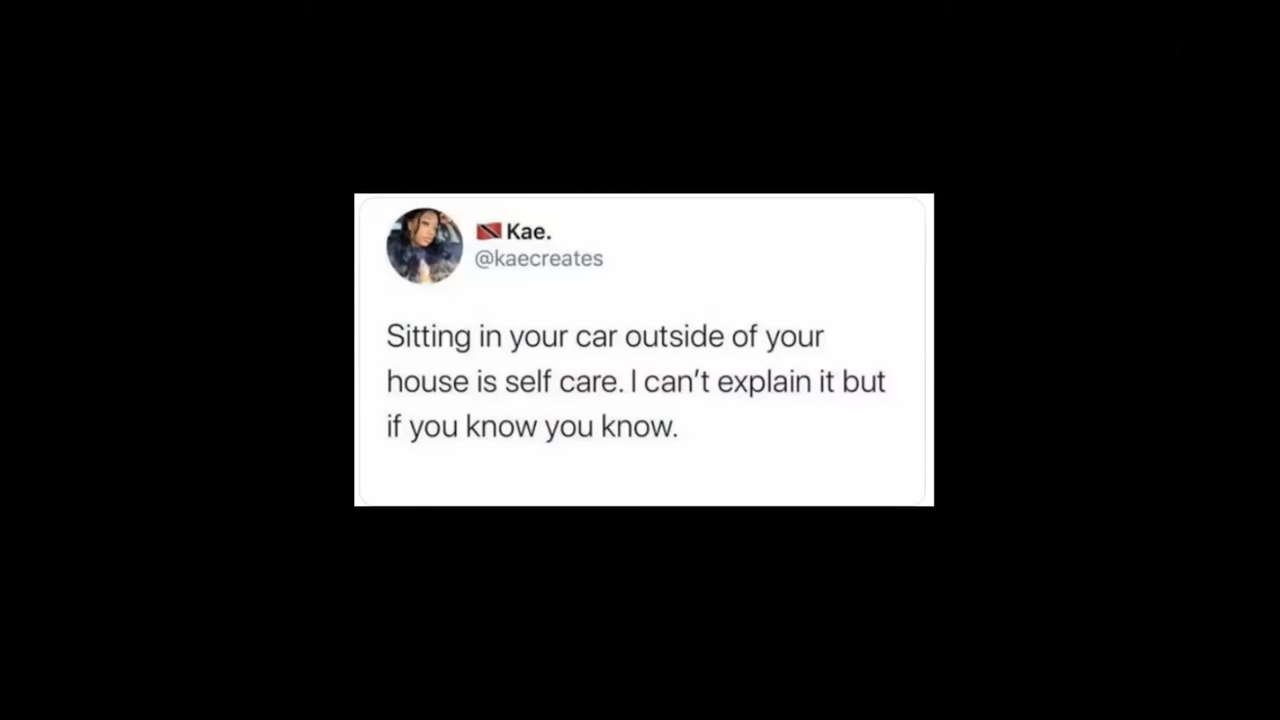 🇹🇹 Kae.
@kaecreates
Sitting in your car outside of your
house is self care. I can't explain it but
if you know you know.